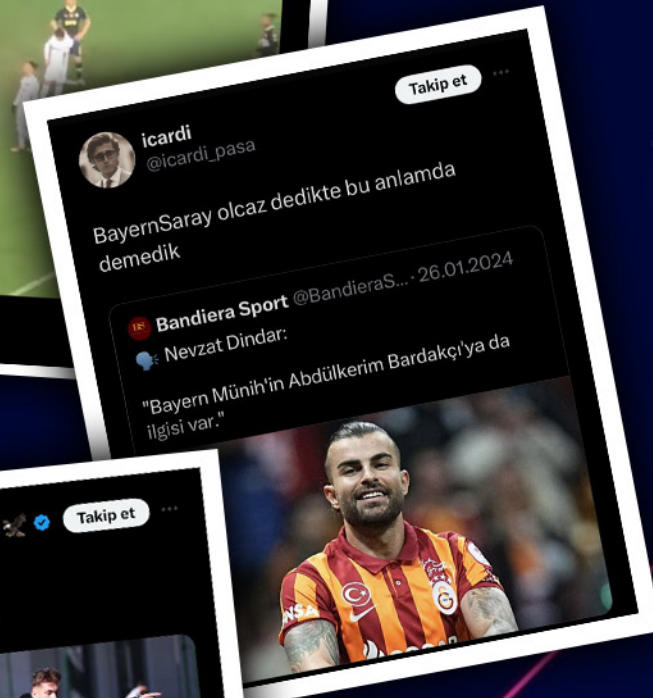 Takip et
icardi
@icardi_pasa
BayernSaray olcaz dedikte bu anlamda
demedik
Bandiera Sport @BandieraS... · 26.01.2024
🗣️ Nevzat Dindar:
"Bayern Münih'in Abdülkerim Bardakçı'ya da
ilgisi var."
Takip et